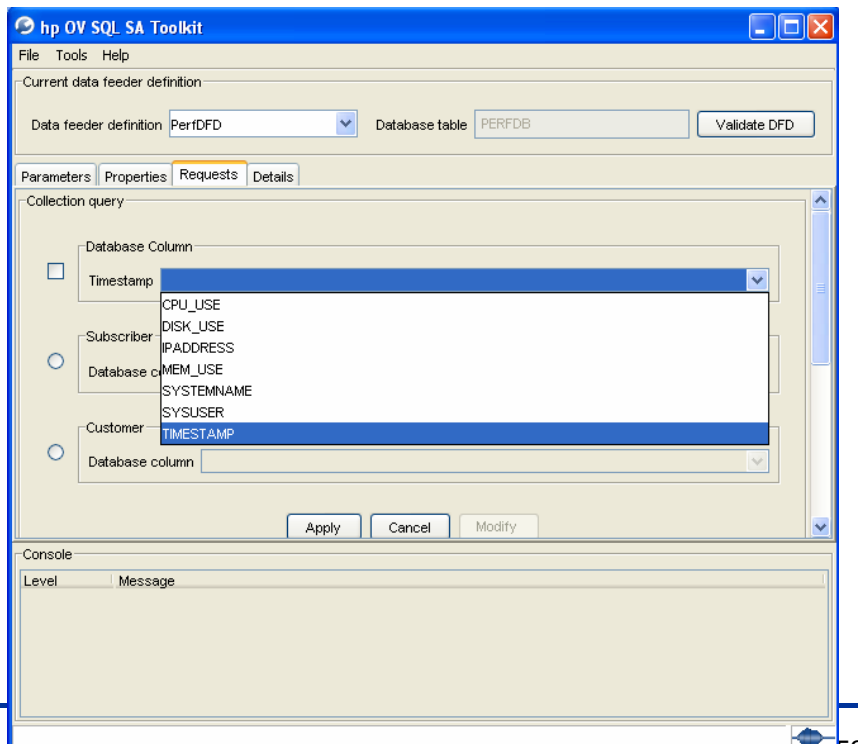 hp OV SQL SA Toolkit
File Tools Help
Current data feeder definition
Data feeder definition PerfDFD Database table PERFDB Validate DFD
Parameters Properties Requests Details
Collection query
Database Column
Timestamp
CPU_USE
DISK_USE
Subscriber
IPADDRESS
Database c
MEM_USE
SYSTEMNAME
SYSUSER
Customer
TIMESTAMP
Database column
Apply Cancel Modify
Console
Level Message